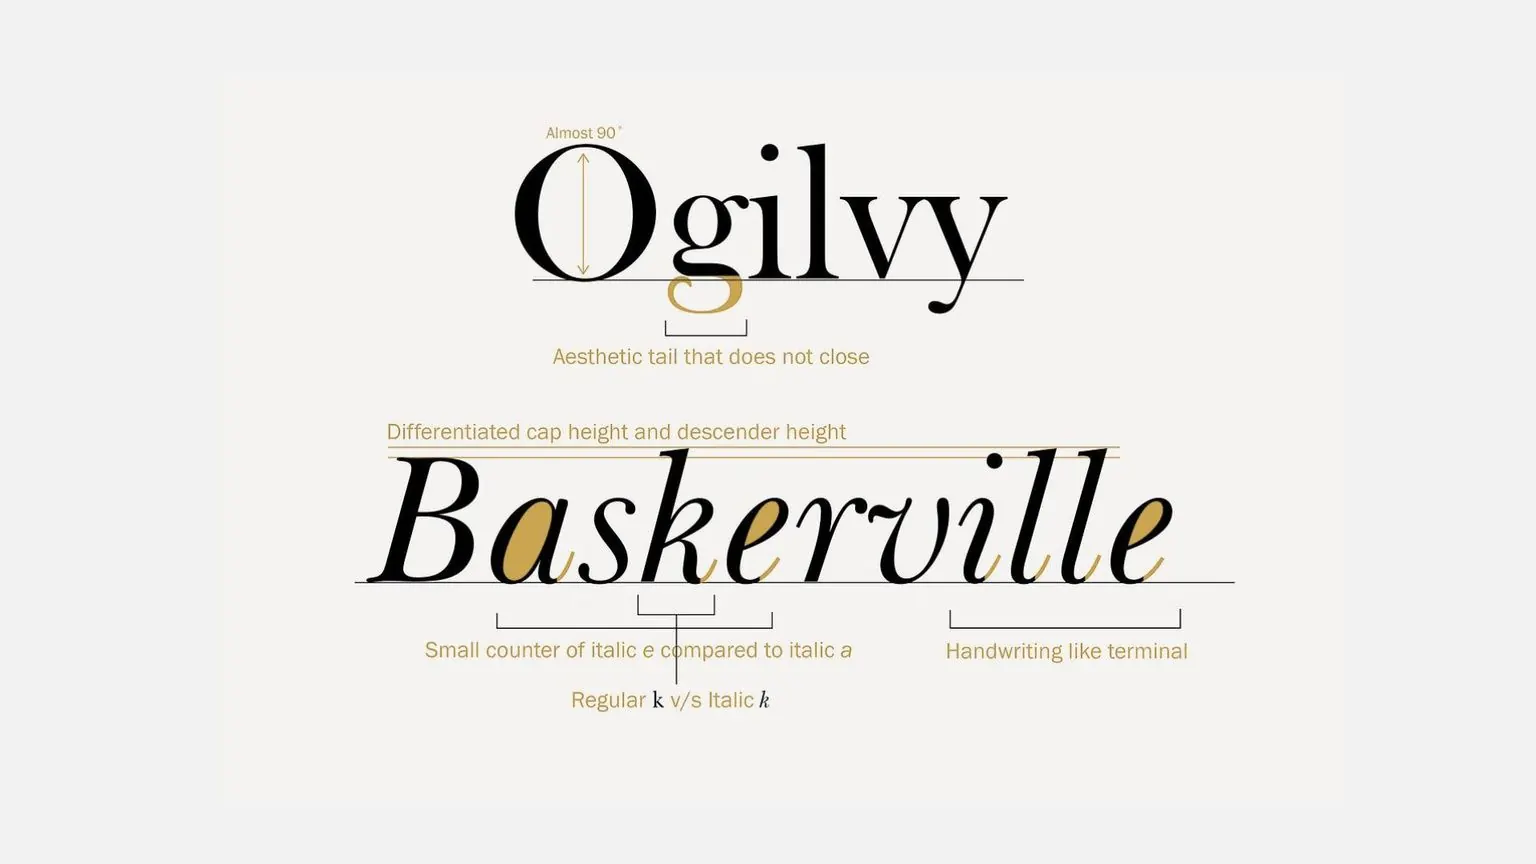 Almost 90°
Ogilvy
Aesthetic tail that does not close
Differentiated cap height and descender height
Baskerville
Small counter of italic e compared to italic a
Handwriting like terminal
Regular k v/s Italic k